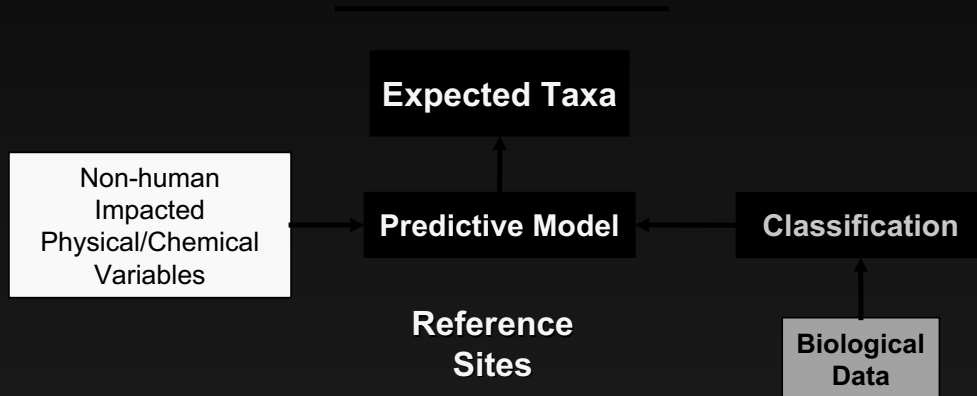 Expected Taxa
Non-human
Impacted
Physical/Chemical
Variables
Predictive Model
Classification
Reference
Sites
Biological
Data